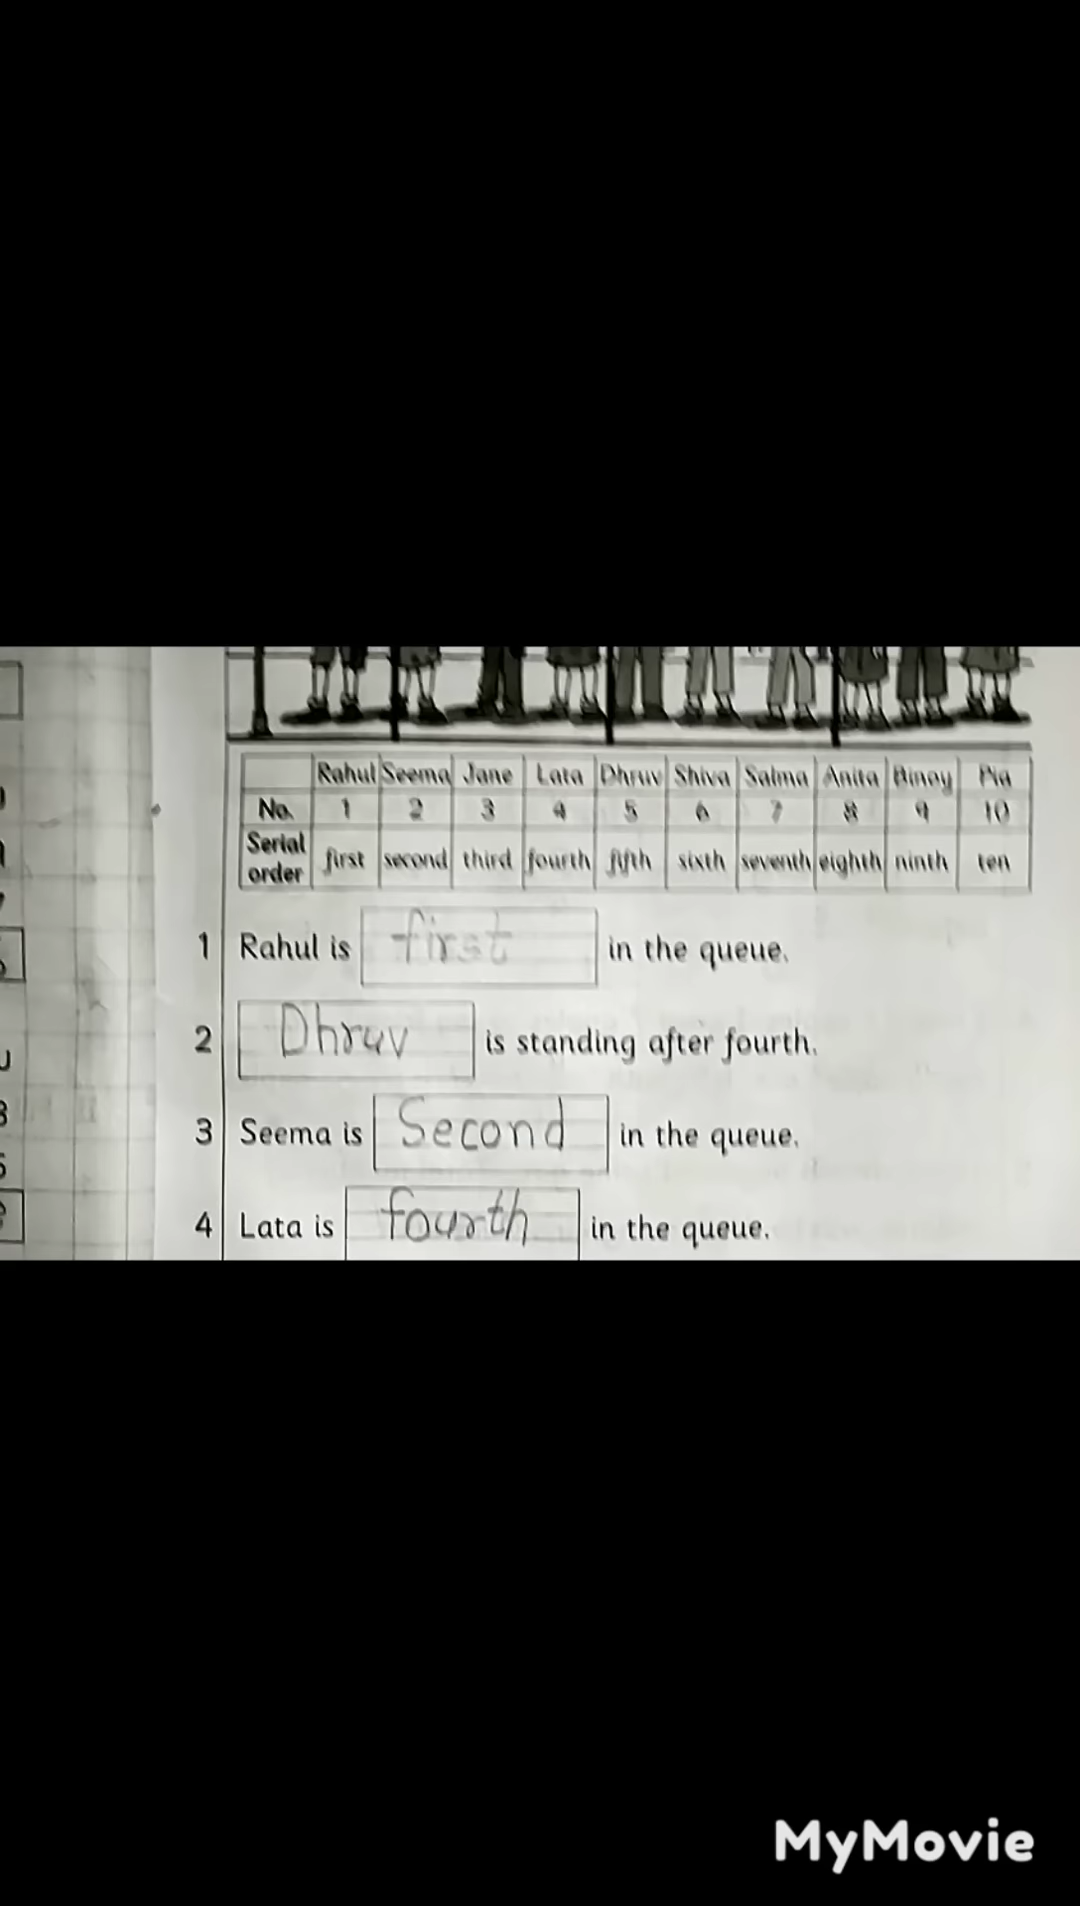 Rahul Seema Jane Lata Dhruv Shiva Salma Anita Binoy Pia
No. 1 2 3 4 5 6 7 8 9 10
Serial order first second third fourth fifth sixth seventh eighth ninth ten
1 Rahul is first in the queue.
2 Dhruv is standing after fourth.
3 Seema is Second in the queue.
4 Lata is fourth in the queue.
MyMovie